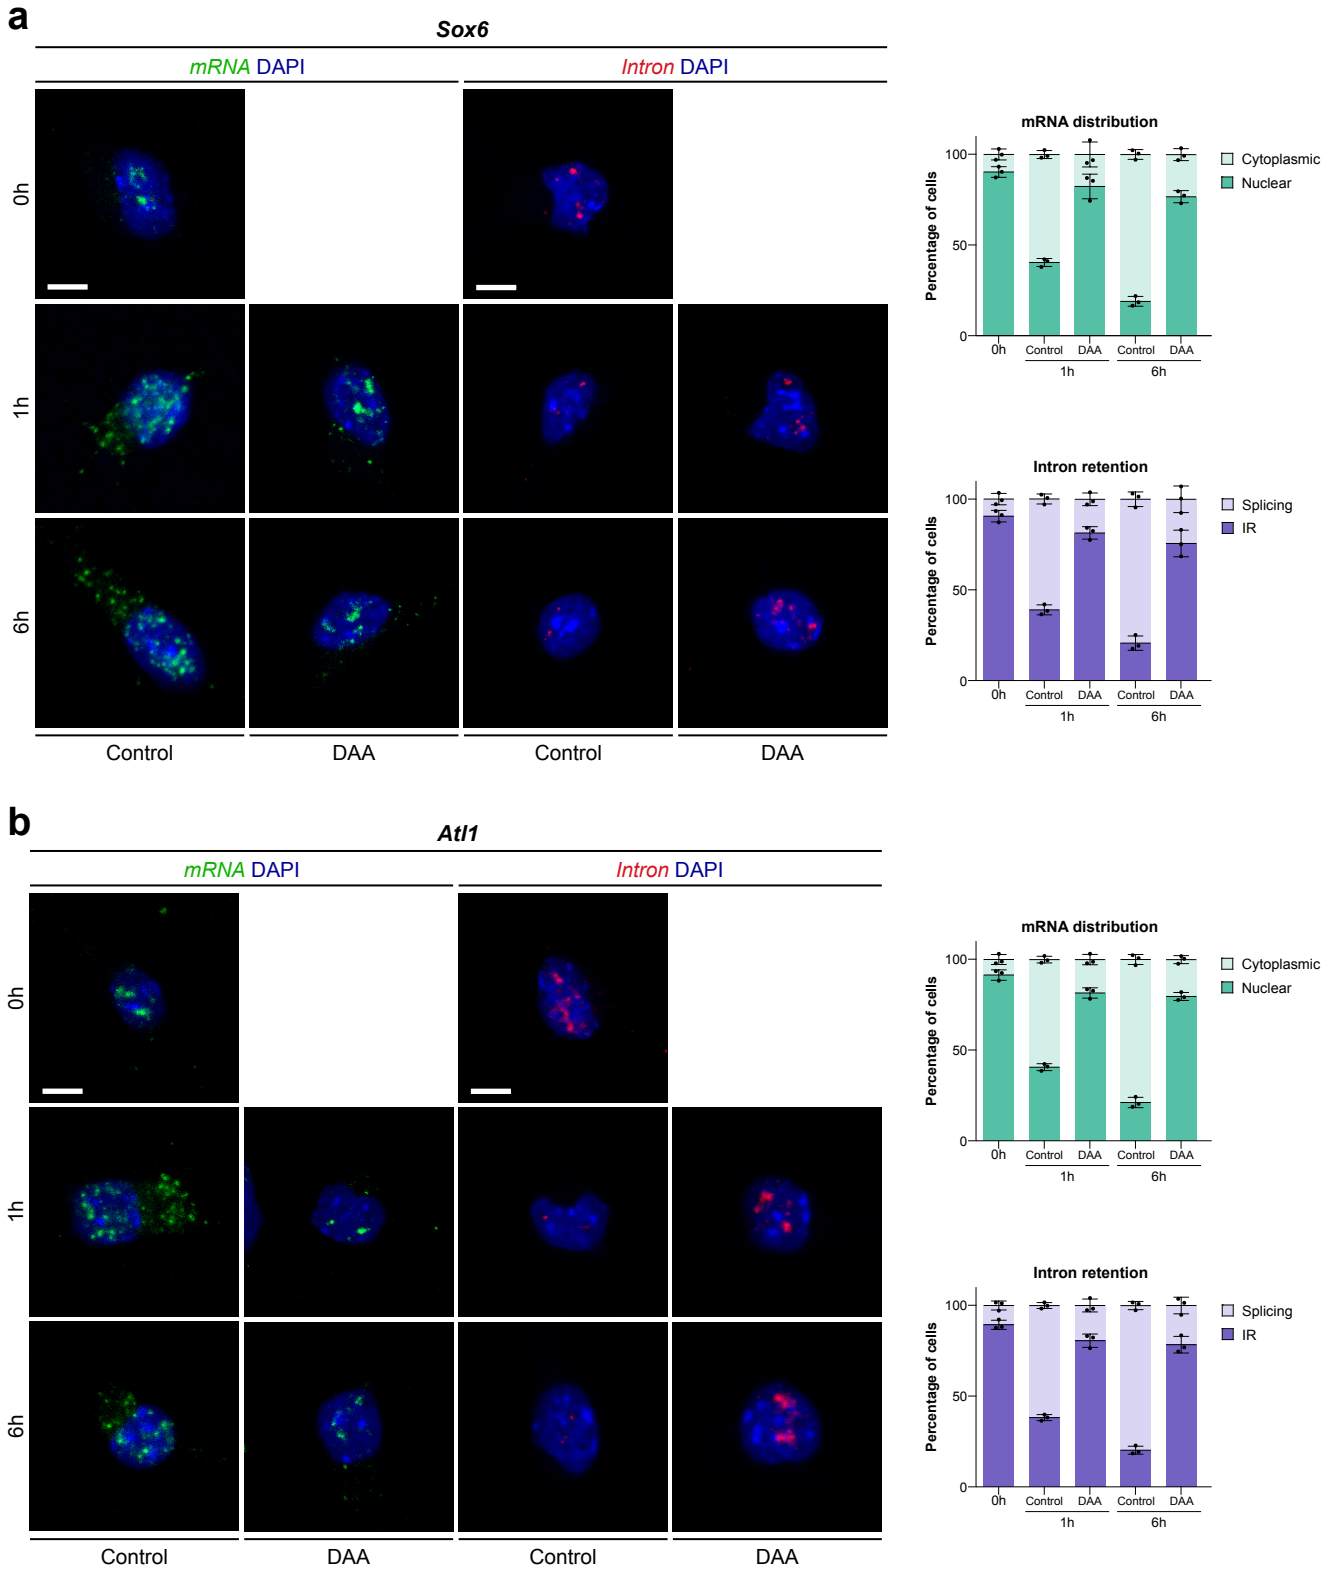 a
Sox6
mRNA DAPI
Intron DAPI
0h
1h
6h
Control
DAA
Control
DAA
mRNA distribution
Percentage of cells
100
50
0
0h
Control
DAA
Control
DAA
1h
6h
Cytoplasmic
Nuclear
Intron retention
Percentage of cells
100
50
0
0h
Control
DAA
Control
DAA
1h
6h
Splicing
IR
b
Atl1
mRNA DAPI
Intron DAPI
0h
1h
6h
Control
DAA
Control
DAA
mRNA distribution
Percentage of cells
100
50
0
0h
Control
DAA
Control
DAA
1h
6h
Cytoplasmic
Nuclear
Intron retention
Percentage of cells
100
50
0
0h
Control
DAA
Control
DAA
1h
6h
Splicing
IR